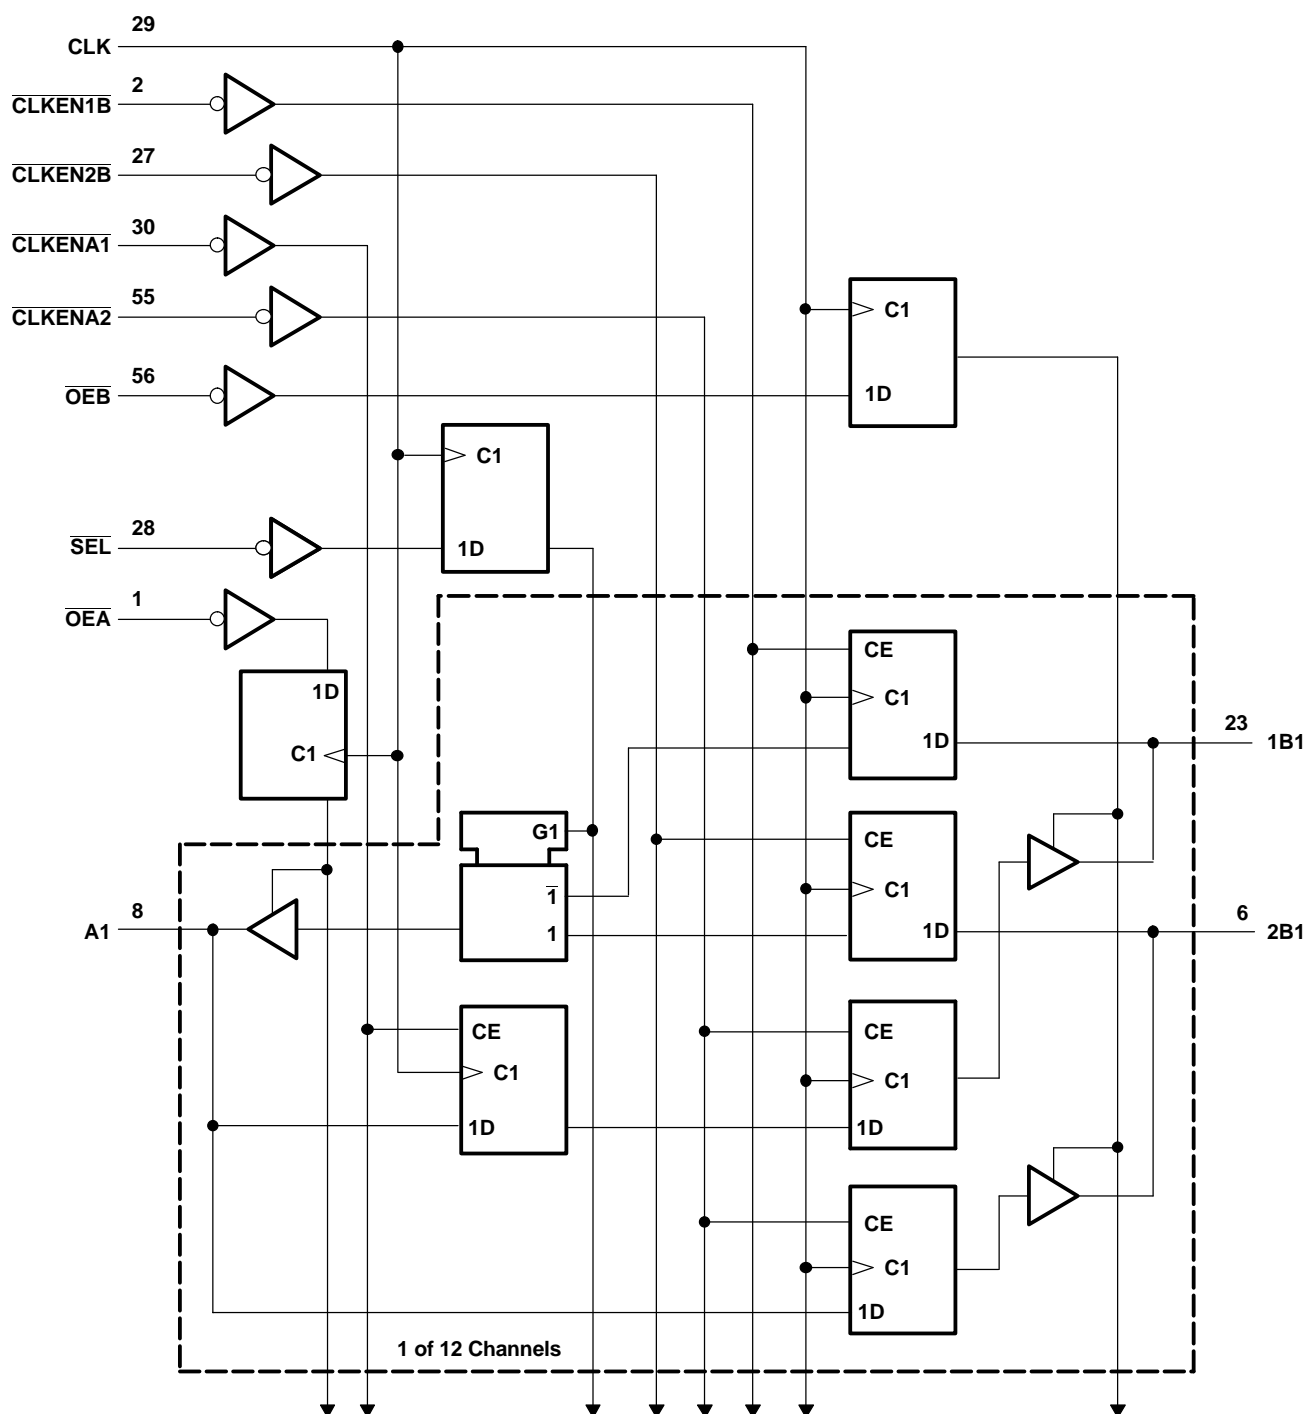 29
CLK
2
CLKEN1B
27
CLKEN2B
30
CLKENA1
55
CLKENA2
C1
56
OEB
1D
C1
28
SEL
1D
1
OEA
CE
1D
C1
23
1D
1B1
C1
G1
CE
1
C1
8
6
A1
1
1D
2B1
CE
CE
C1
C1
1D
1D
CE
C1
1D
1 of 12 Channels